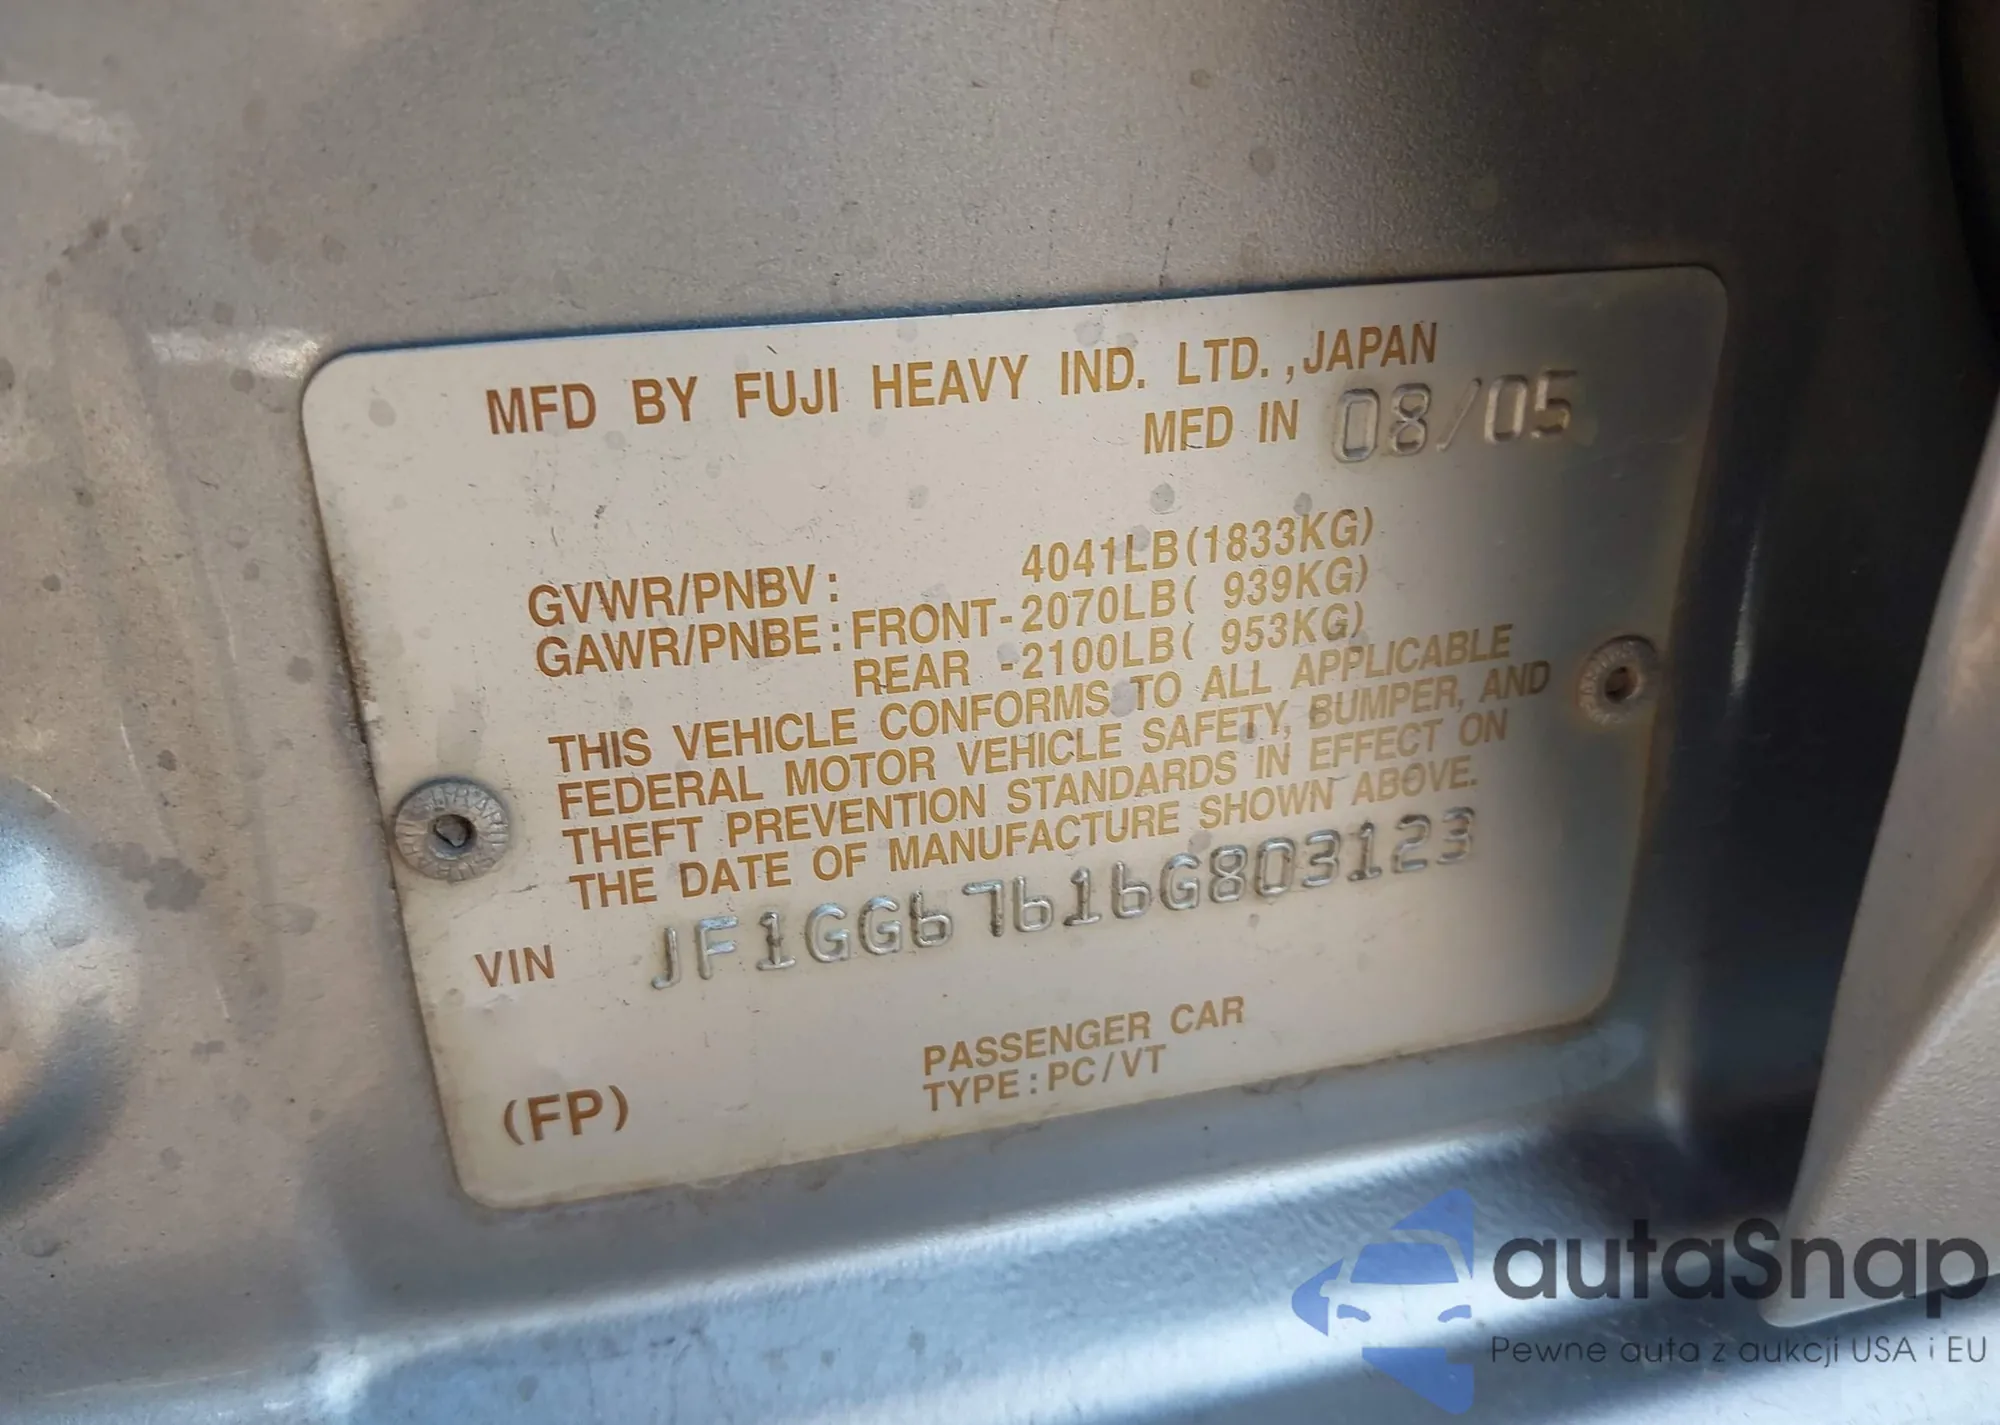 MFD BY FUJI HEAVY IND. LTD.,JAPAN
MFD IN 08/05
GVWR/PNBV: 4041LB(1833KG)
GAWR/PNBE:FRONT-2070LB( 939KG)
REAR -2100LB( 953KG)
THIS VEHICLE CONFORMS TO ALL APPLICABLE
FEDERAL MOTOR VEHICLE SAFETY, BUMPER, AND
THEFT PREVENTION STANDARDS IN EFFECT ON
THE DATE OF MANUFACTURE SHOWN ABOVE.
VIN JF1GG67616G803123
PASSENGER CAR
TYPE:PC/VT
(FP)
autaSnap
Pewne auta z aukcji USA i EU